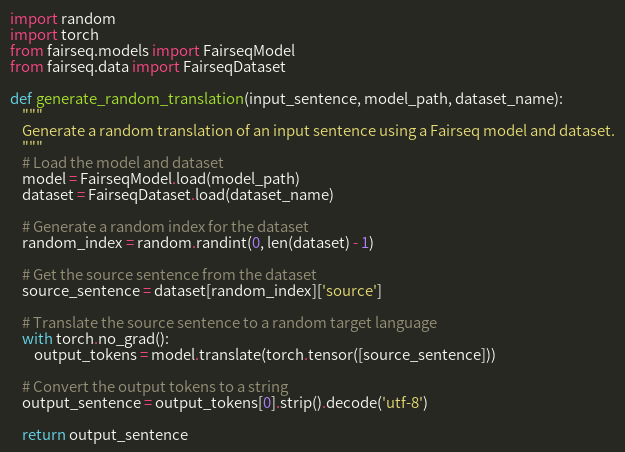 import random
import torch
from fairseq.models import FairseqModel
from fairseq.data import FairseqDataset

def generate_random_translation(input_sentence, model_path, dataset_name):
    """
    Generate a random translation of an input sentence using a Fairseq model and dataset.
    """
    # Load the model and dataset
    model = FairseqModel.load(model_path)
    dataset = FairseqDataset.load(dataset_name)

    # Generate a random index for the dataset
    random_index = random.randint(0, len(dataset) - 1)

    # Get the source sentence from the dataset
    source_sentence = dataset[random_index]['source']

    # Translate the source sentence to a random target language
    with torch.no_grad():
        output_tokens = model.translate(torch.tensor([source_sentence]))

    # Convert the output tokens to a string
    output_sentence = output_tokens[0].strip().decode('utf-8')

    return output_sentence